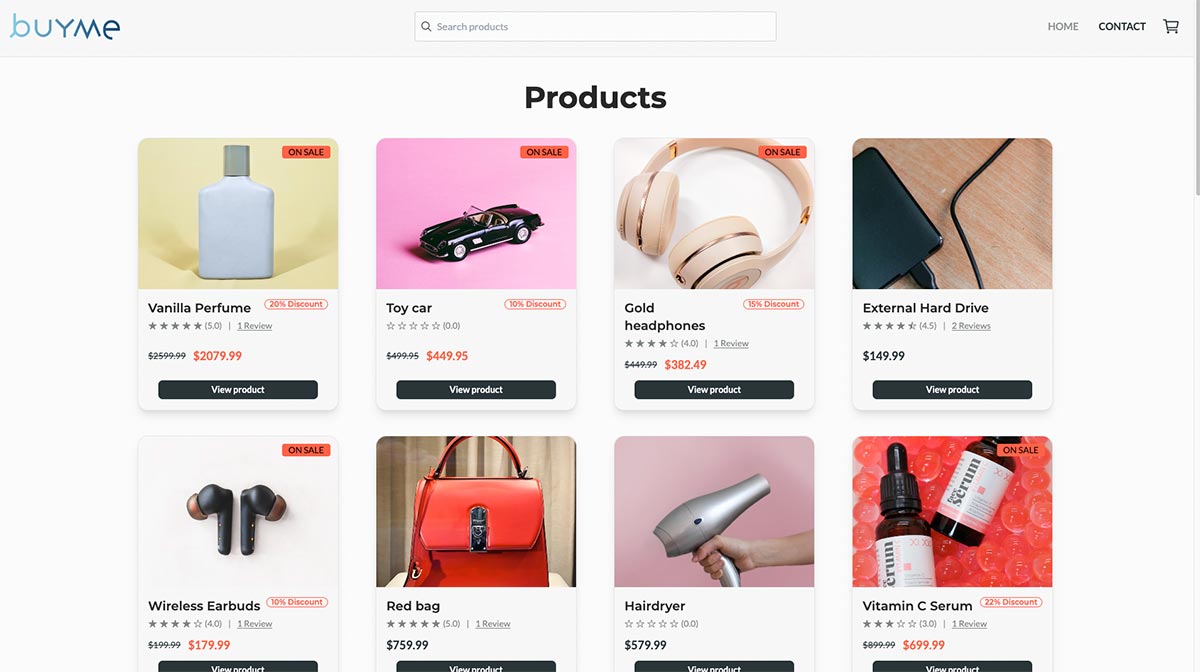 buyme
Search products
HOME
CONTACT
Products
ON SALE
Vanilla Perfume
20% Discount
(5.0) | 1 Review
$2599.99 $2079.99
View product
ON SALE
Toy car
10% Discount
(0.0)
$499.95 $449.95
View product
ON SALE
Gold
headphones
15% Discount
(4.0) | 1 Review
$449.99 $382.49
View product
External Hard Drive
(4.5) | 2 Reviews
$149.99
View product
ON SALE
Wireless Earbuds
10% Discount
(4.0) | 1 Review
$199.99 $179.99
View product
Red bag
(5.0) | 1 Review
$759.99
View product
Hairdryer
(0.0)
$579.99
View product
ON SALE
face
serum
serum
Vitamin C Serum
22% Discount
(3.0) | 1 Review
$899.99 $699.99
View product